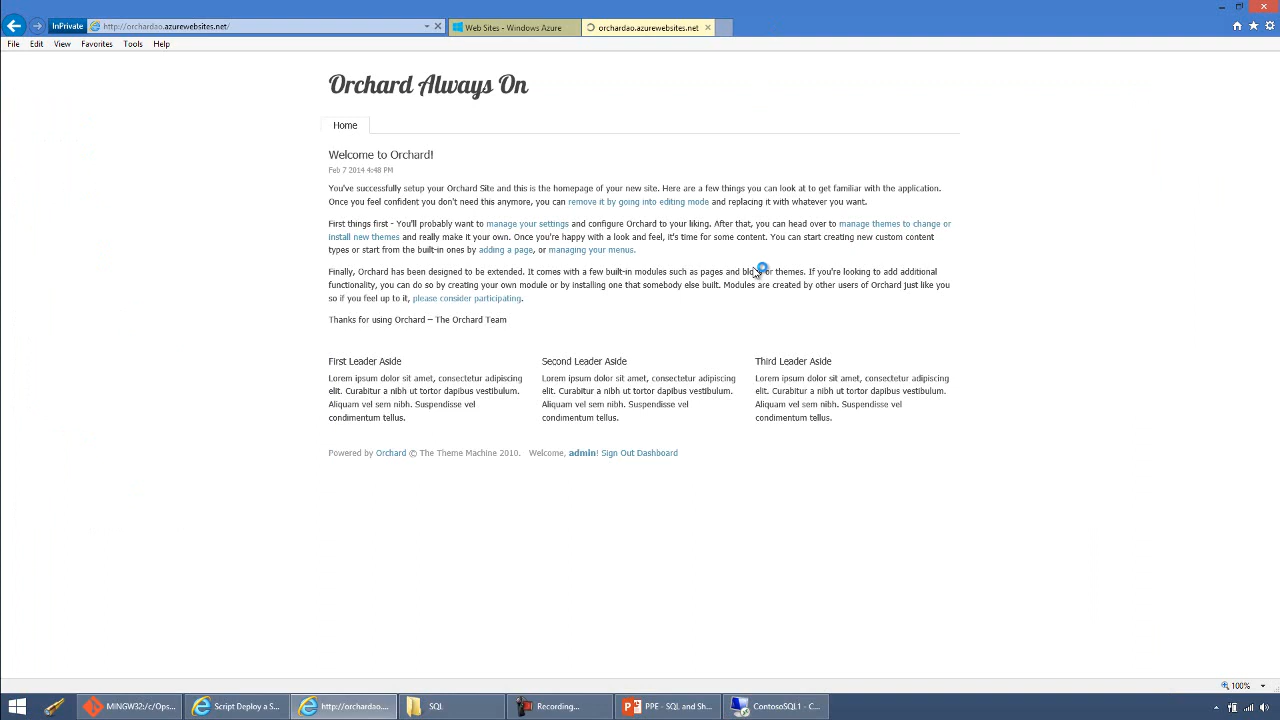 InPrivate http://orchardao.azurewebsites.net/ Web Sites - Windows Azure orchardao.azurewebsites.net
File Edit View Favorites Tools Help
Orchard Always On
Home
Welcome to Orchard!
Feb 7 2014 4:48 PM
You've successfully setup your Orchard Site and this is the homepage of your new site. Here are a few things you can look at to get familiar with the application.
Once you feel confident you don't need this anymore, you can remove it by going into editing mode and replacing it with whatever you want.
First things first - You'll probably want to manage your settings and configure Orchard to your liking. After that, you can head over to manage themes to change or
install new themes and really make it your own. Once you're happy with a look and feel, it's time for some content. You can start creating new custom content
types or start from the built-in ones by adding a page, or managing your menus.
Finally, Orchard has been designed to be extended. It comes with a few built-in modules such as pages and or themes. If you're looking to add additional
functionality, you can do so by creating your own module or by installing one that somebody else built. Modules are created by other users of Orchard just like you
so if you feel up to it, please consider participating.
Thanks for using Orchard – The Orchard Team
First Leader Aside
Lorem ipsum dolor sit amet, consectetur adipiscing
elit. Curabitur a nibh ut tortor dapibus vestibulum.
Aliquam vel sem nibh. Suspendisse vel
condimentum tellus.
Second Leader Aside
Lorem ipsum dolor sit amet, consectetur adipiscing
elit. Curabitur a nibh ut tortor dapibus vestibulum.
Aliquam vel sem nibh. Suspendisse vel
condimentum tellus.
Third Leader Aside
Lorem ipsum dolor sit amet, consectetur adipiscing
elit. Curabitur a nibh ut tortor dapibus vestibulum.
Aliquam vel sem nibh. Suspendisse vel
condimentum tellus.
Powered by Orchard © The Theme Machine 2010. Welcome, admin! Sign Out Dashboard
100%
MINGW32:/c/Ops... Script Deploy a S... http://orchardao.... SQL Recording... PPE - SQL and Sh... ContosoSQL1 - C...